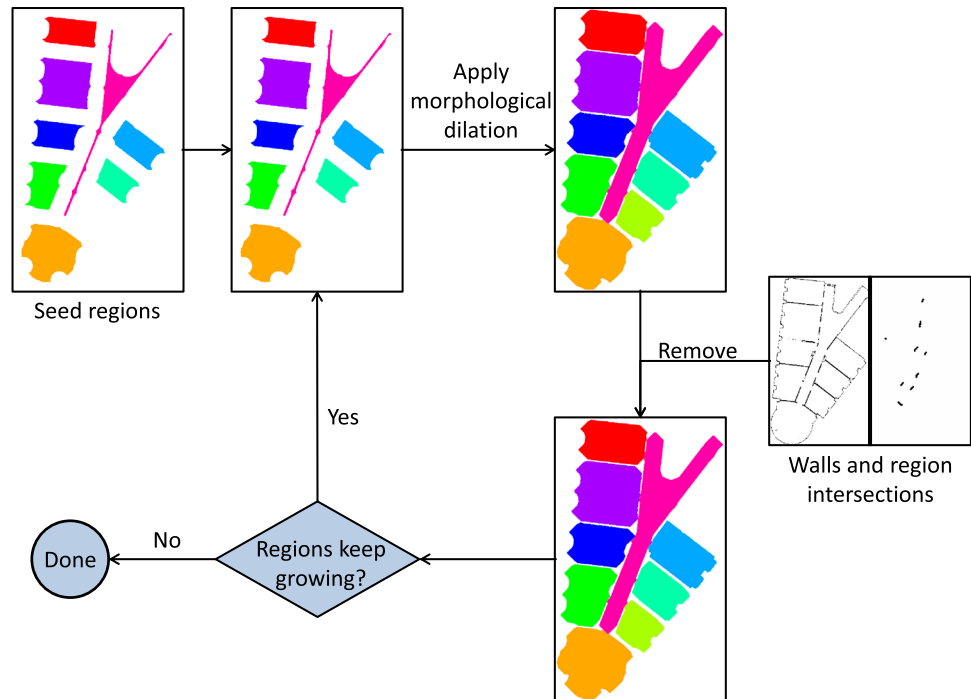 Apply
morphological
dilation
Seed regions
Remove
Walls and region
intersections
Yes
Regions keep
growing?
No
Done